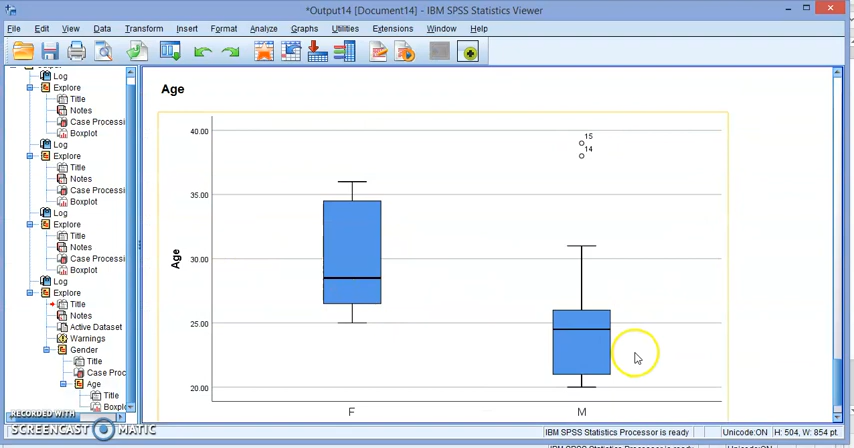 *Output14 [Document14] - IBM SPSS Statistics Viewer
File Edit View Data Transform Insert Format Analyze Graphs Utilities Extensions Window Help
Log
Explore
Title
Notes
Case Processi
Boxplot
Log
Explore
Title
Notes
Case Processi
Boxplot
Log
Explore
Title
Notes
Case Processi
Boxplot
Log
Explore
Title
Notes
Active Dataset
Warnings
Gender
Title
Case Proc
Age
Title
Boxpl
Age
40.00
35.00
30.00
25.00
20.00
Age
15
14
F M
RECORDED WITH
SCREENCAST MATIC
IBM SPSS Statistics Processor is ready Unicode:ON H: 504, W: 854 pt.